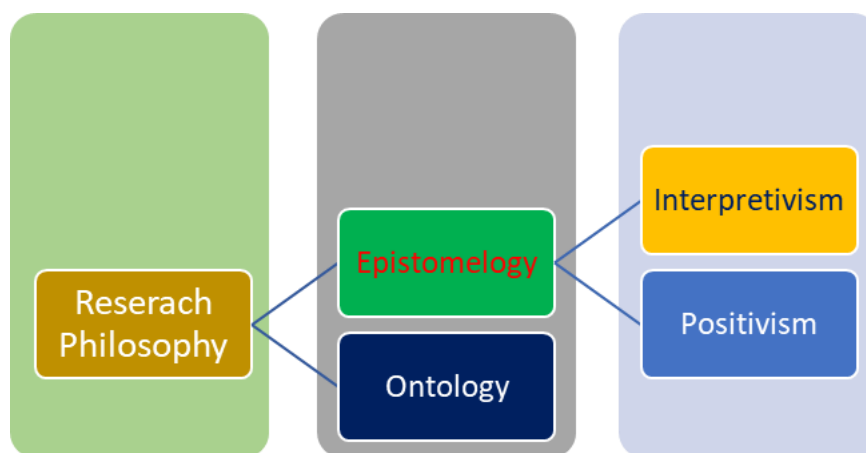 Reserach
Philosophy
Epistomelogy
Ontology
Interpretivism
Positivism